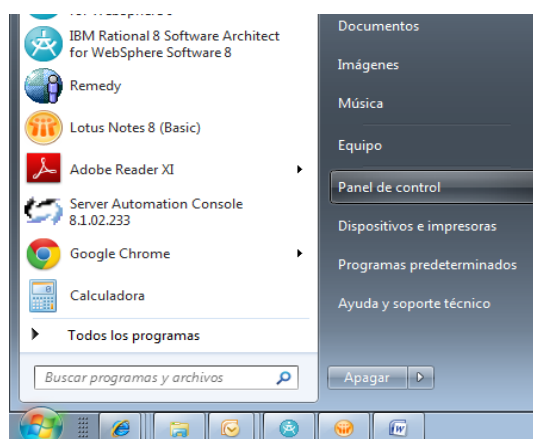 IBM Rational 8 Software Architect
for WebSphere Software 8
Remedy
Lotus Notes 8 (Basic)
Adobe Reader XI
Server Automation Console
8.1.02.233
Google Chrome
Calculadora
Todos los programas
Buscar programas y archivos
Documentos
Imágenes
Música
Equipo
Panel de control
Dispositivos e impresoras
Programas predeterminados
Ayuda y soporte técnico
Apagar